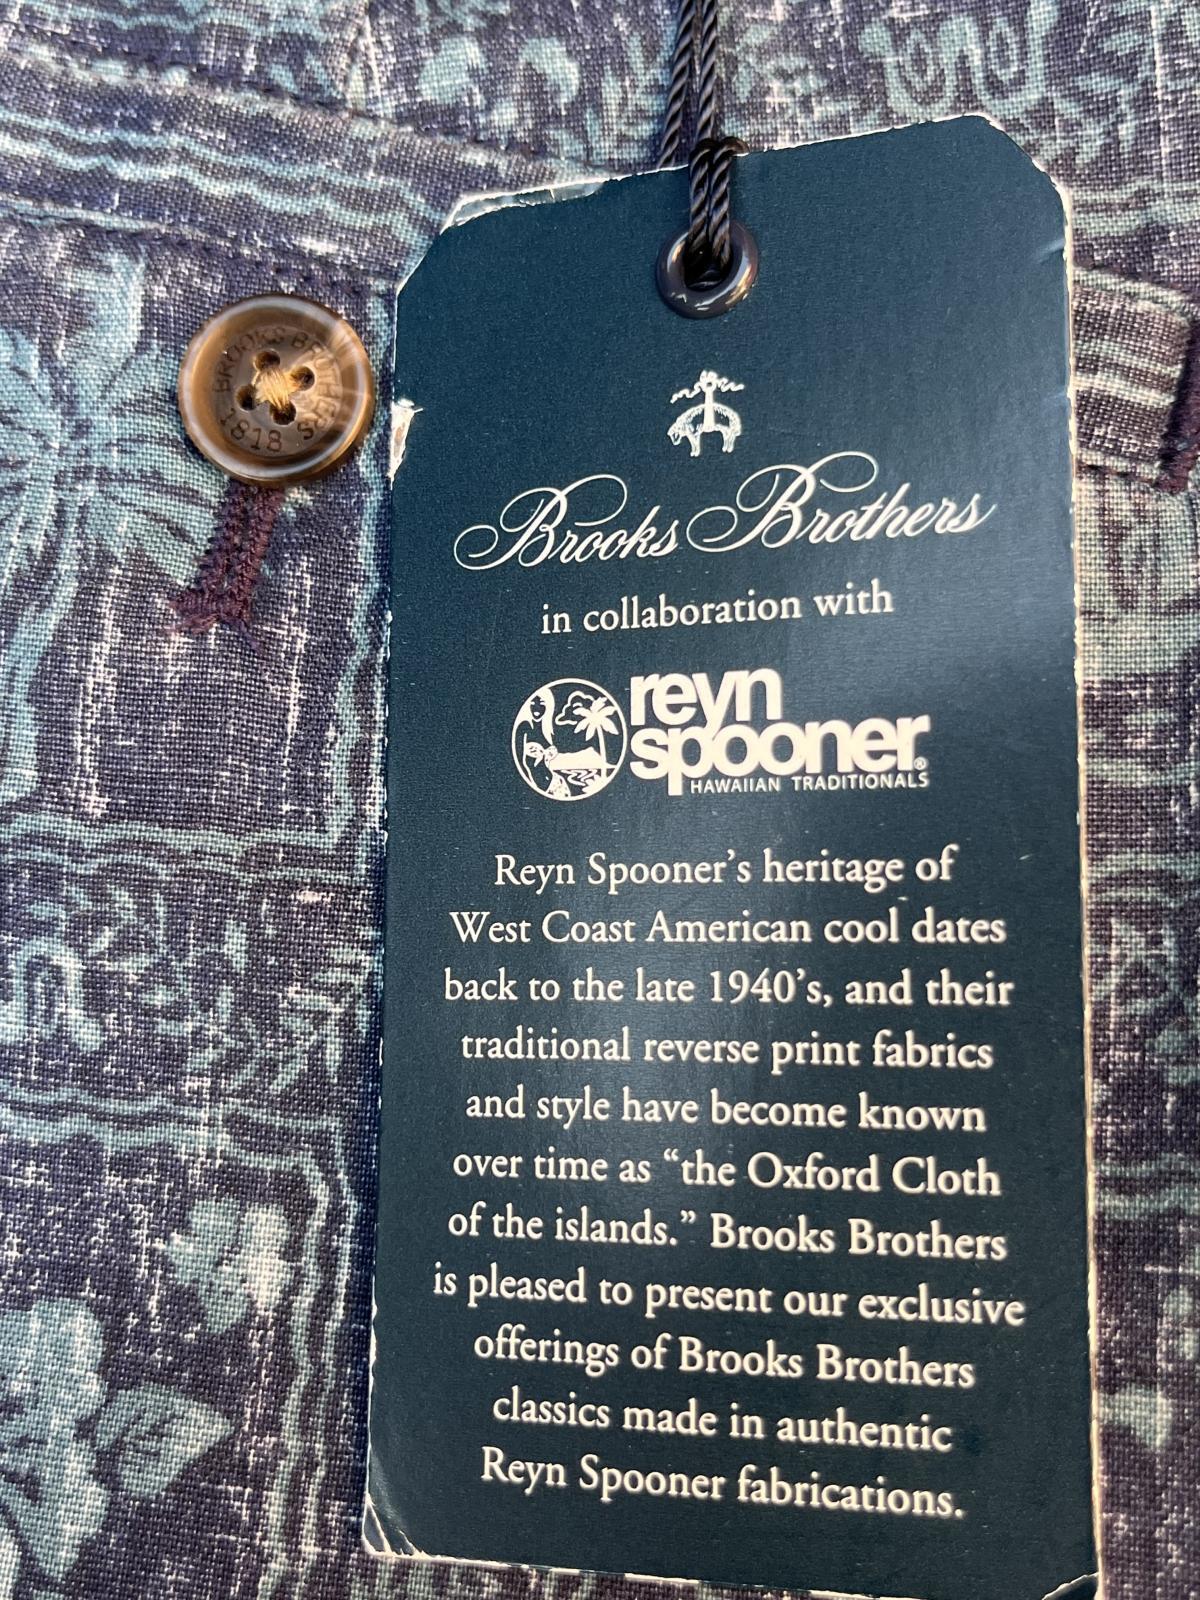 BROOKS BROTHERS
1818
Brooks Brothers
in collaboration with
reyn
spooner®
HAWAIIAN TRADITIONALS
Reyn Spooner’s heritage of
West Coast American cool dates
back to the late 1940’s, and their
traditional reverse print fabrics
and style have become known
over time as “the Oxford Cloth
of the islands.” Brooks Brothers
is pleased to present our exclusive
offerings of Brooks Brothers
classics made in authentic
Reyn Spooner fabrications.